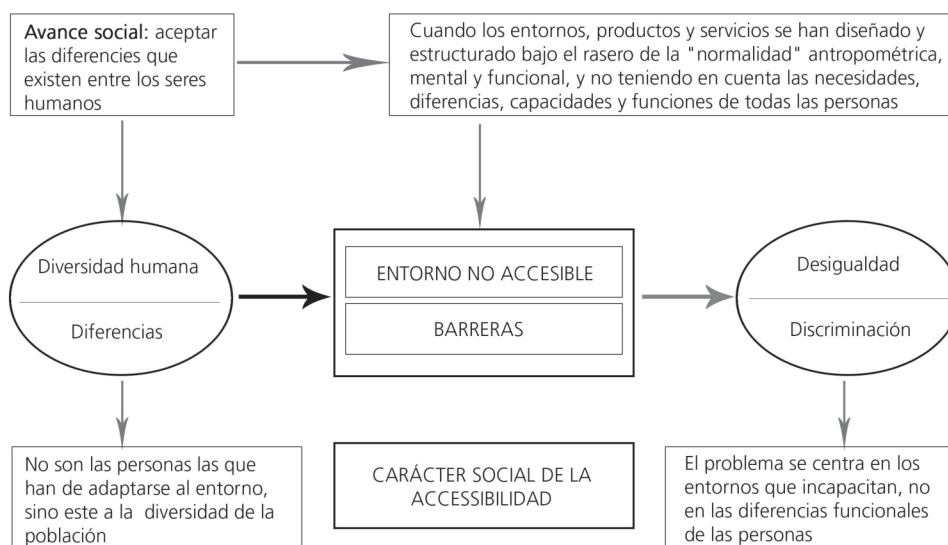 Avance social: aceptar
las diferencies que
existen entre los seres
humanos
Cuando los entornos, productos y servicios se han diseñado y
estructurado bajo el rasero de la "normalidad" antropométrica,
mental y funcional, y no teniendo en cuenta las necesidades,
diferencias, capacidades y funciones de todas las personas
Diversidad humana
Diferencias
ENTORNO NO ACCESIBLE
BARRERAS
Desigualdad
Discriminación
No son las personas las que
han de adaptarse al entorno,
sino este a la diversidad de la
población
CARÁCTER SOCIAL DE LA
ACCESSIBILIDAD
El problema se centra en los
entornos que incapacitan, no
en las diferencias funcionales
de las personas